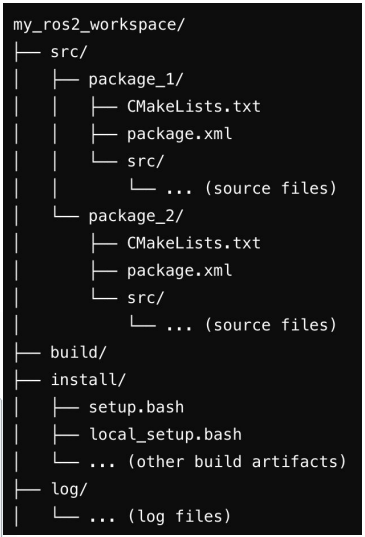 my_ros2_workspace/
├── src/
│   ├── package_1/
│   │   ├── CMakeLists.txt
│   │   ├── package.xml
│   │   └── src/
│   │       └── ... (source files)
│   └── package_2/
│       ├── CMakeLists.txt
│       ├── package.xml
│       └── src/
│           └── ... (source files)
├── build/
├── install/
│   ├── setup.bash
│   ├── local_setup.bash
│   └── ... (other build artifacts)
├── log/
│   └── ... (log files)